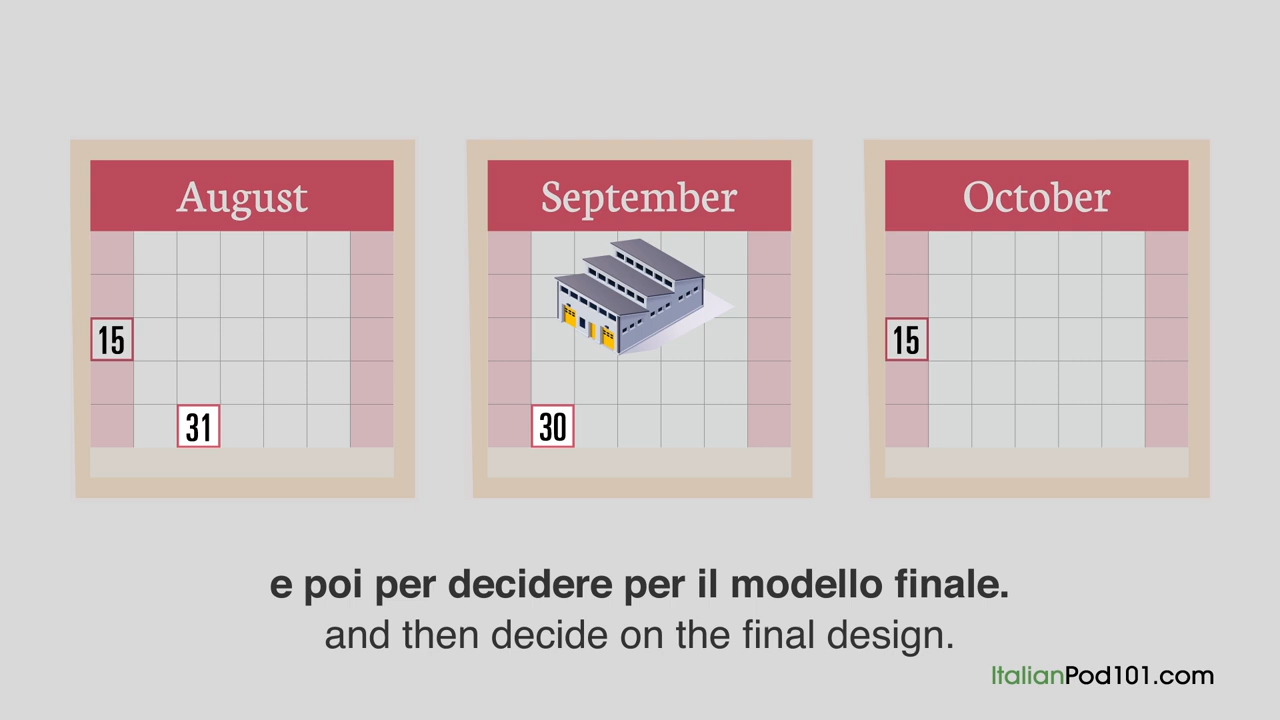 August
September
October
15
15
31
30
e poi per decidere per il modello finale.
and then decide on the final design.
ItalianPod101.com